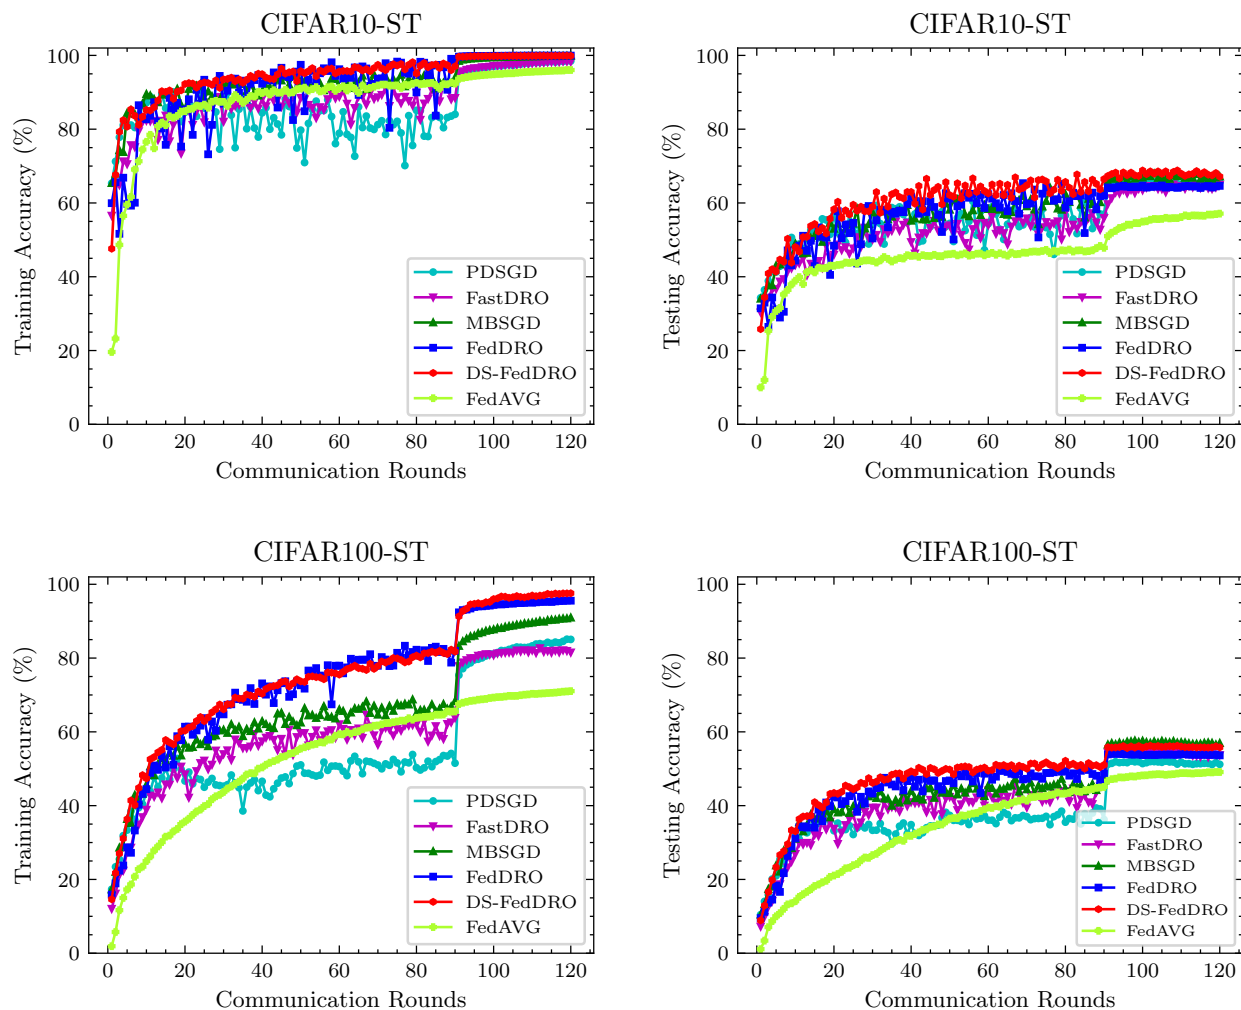 CIFAR10-ST
Training Accuracy (%)
100
80
60
40
20
0
PDSGD
FastDRO
MBSGD
FedDRO
DS-FedDRO
FedAVG
0 20 40 60 80 100 120
Communication Rounds
CIFAR10-ST
Testing Accuracy (%)
100
80
60
40
20
0
PDSGD
FastDRO
MBSGD
FedDRO
DS-FedDRO
FedAVG
0 20 40 60 80 100 120
Communication Rounds
CIFAR100-ST
Training Accuracy (%)
100
80
60
40
20
0
PDSGD
FastDRO
MBSGD
FedDRO
DS-FedDRO
FedAVG
0 20 40 60 80 100 120
Communication Rounds
CIFAR100-ST
Testing Accuracy (%)
100
80
60
40
20
0
PDSGD
FastDRO
MBSGD
FedDRO
DS-FedDRO
FedAVG
0 20 40 60 80 100 120
Communication Rounds